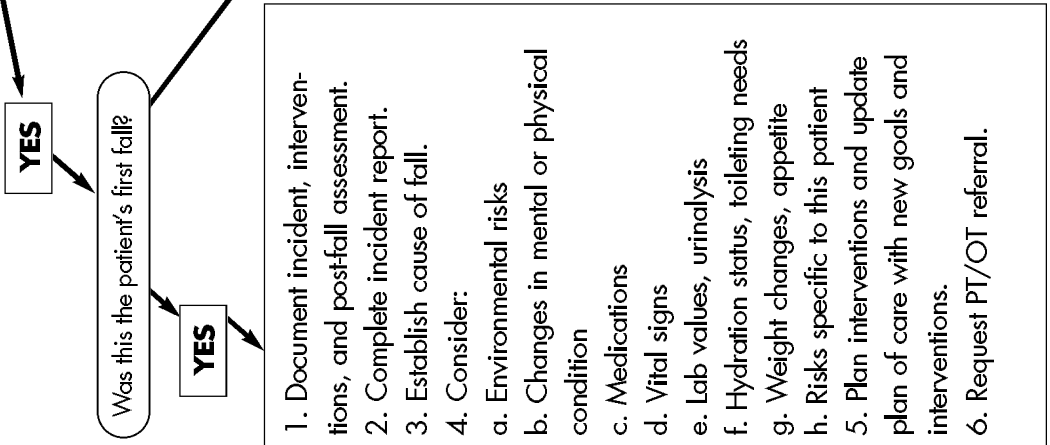 YES
Was this the patient's first fall?
YES
1. Document incident, interven-
tions, and post-fall assessment.
2. Complete incident report.
3. Establish cause of fall.
4. Consider:
a. Environmental risks
b. Changes in mental or physical
condition
c. Medications
d. Vital signs
e. Lab values, urinalysis
f. Hydration status, toileting needs
g. Weight changes, appetite
h. Risks specific to this patient
5. Plan interventions and update
plan of care with new goals and
interventions.
6. Request PT/OT referral.